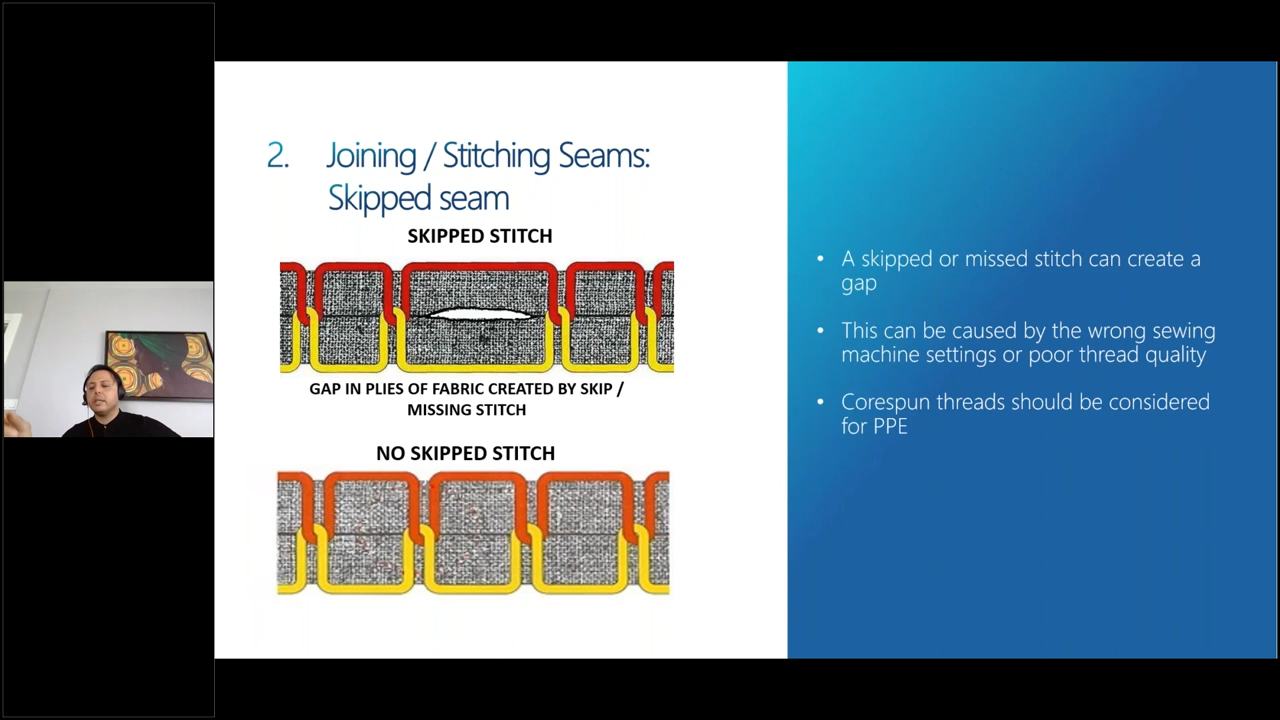 2. Joining / Stitching Seams:
Skipped seam
SKIPPED STITCH
GAP IN PLIES OF FABRIC CREATED BY SKIP /
MISSING STITCH
NO SKIPPED STITCH
• A skipped or missed stitch can create a
gap
• This can be caused by the wrong sewing
machine settings or poor thread quality
• Corespun threads should be considered
for PPE